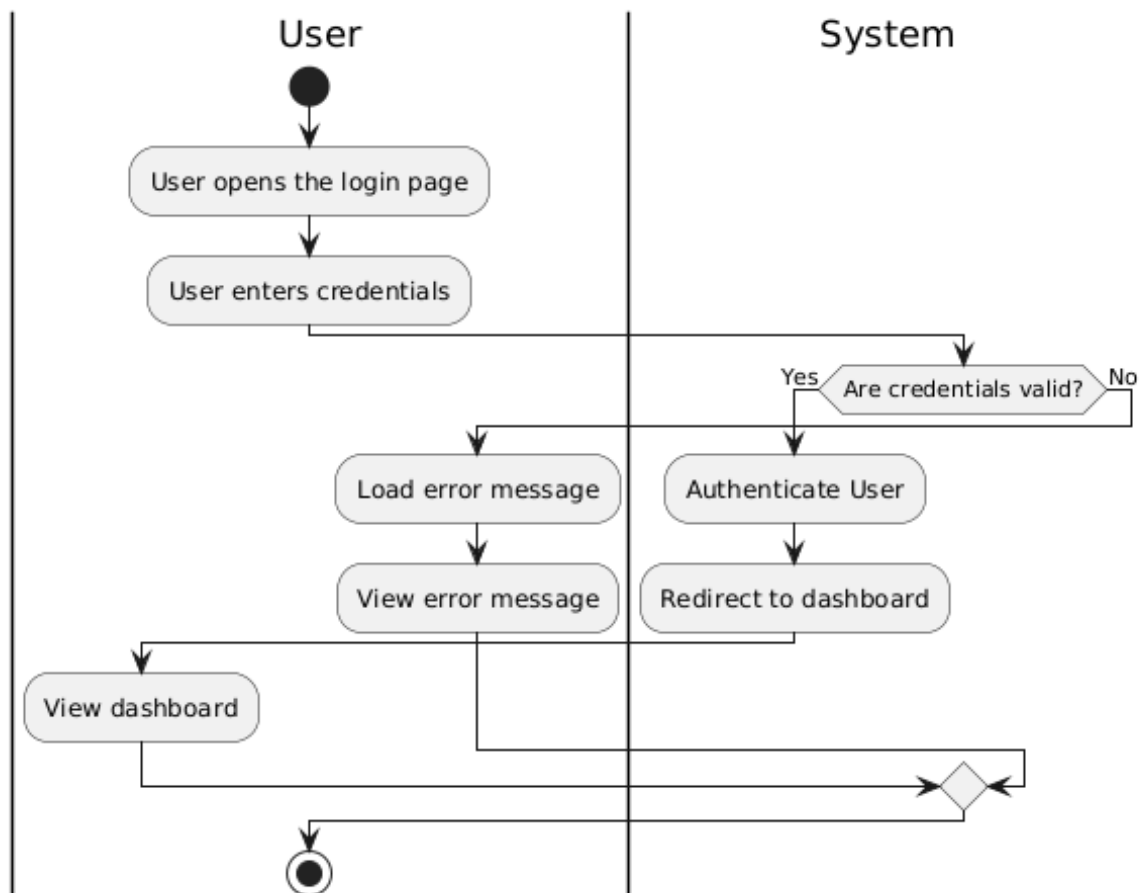 User
System
User opens the login page
User enters credentials
Yes
Are credentials valid?
No
Load error message
Authenticate User
View error message
Redirect to dashboard
View dashboard